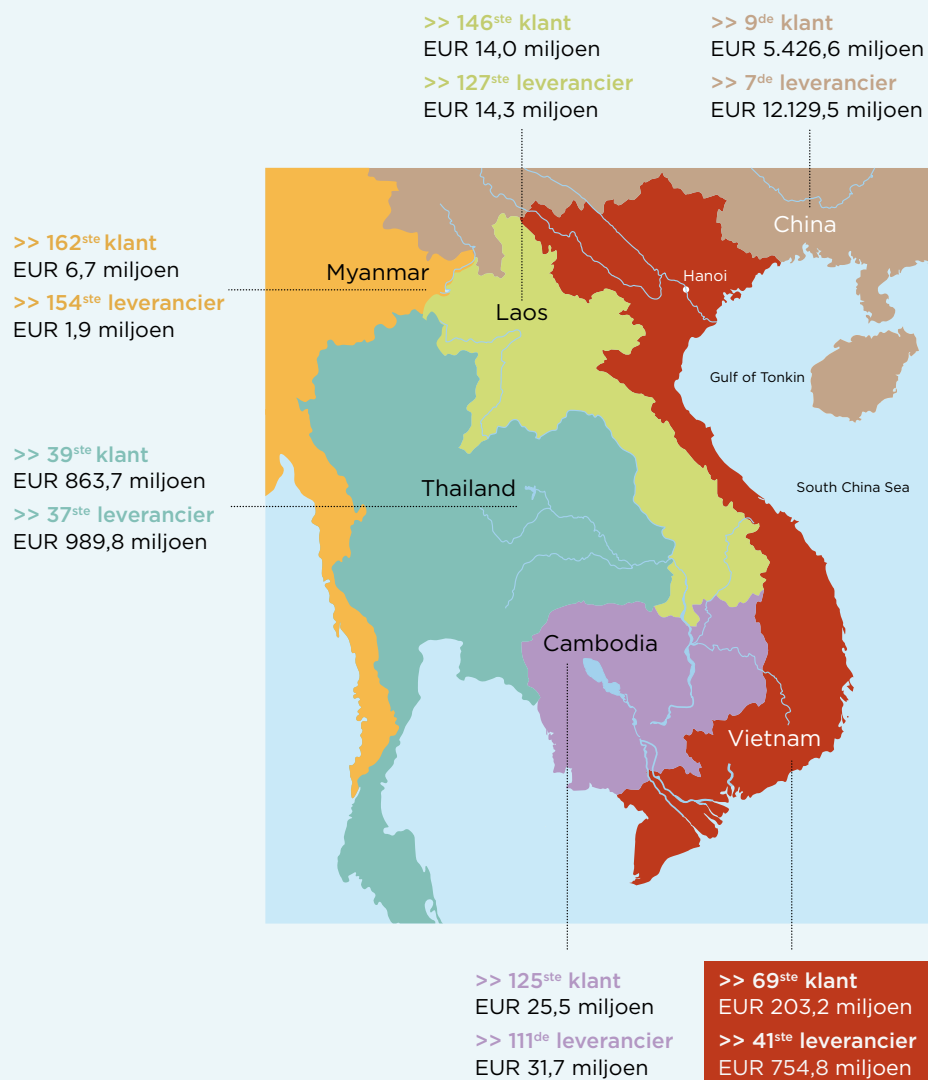 >> 146ste klant
EUR 14,0 miljoen
>> 127ste leverancier
EUR 14,3 miljoen
>> 9de klant
EUR 5.426,6 miljoen
>> 7de leverancier
EUR 12.129,5 miljoen
>> 162ste klant
EUR 6,7 miljoen
>> 154ste leverancier
EUR 1,9 miljoen
>> 39ste klant
EUR 863,7 miljoen
>> 37ste leverancier
EUR 989,8 miljoen
China
Myanmar
Hanoi
Laos
Gulf of Tonkin
Thailand
South China Sea
Cambodia
Vietnam
>> 125ste klant
EUR 25,5 miljoen
>> 111de leverancier
EUR 31,7 miljoen
>> 69ste klant
EUR 203,2 miljoen
>> 41ste leverancier
EUR 754,8 miljoen